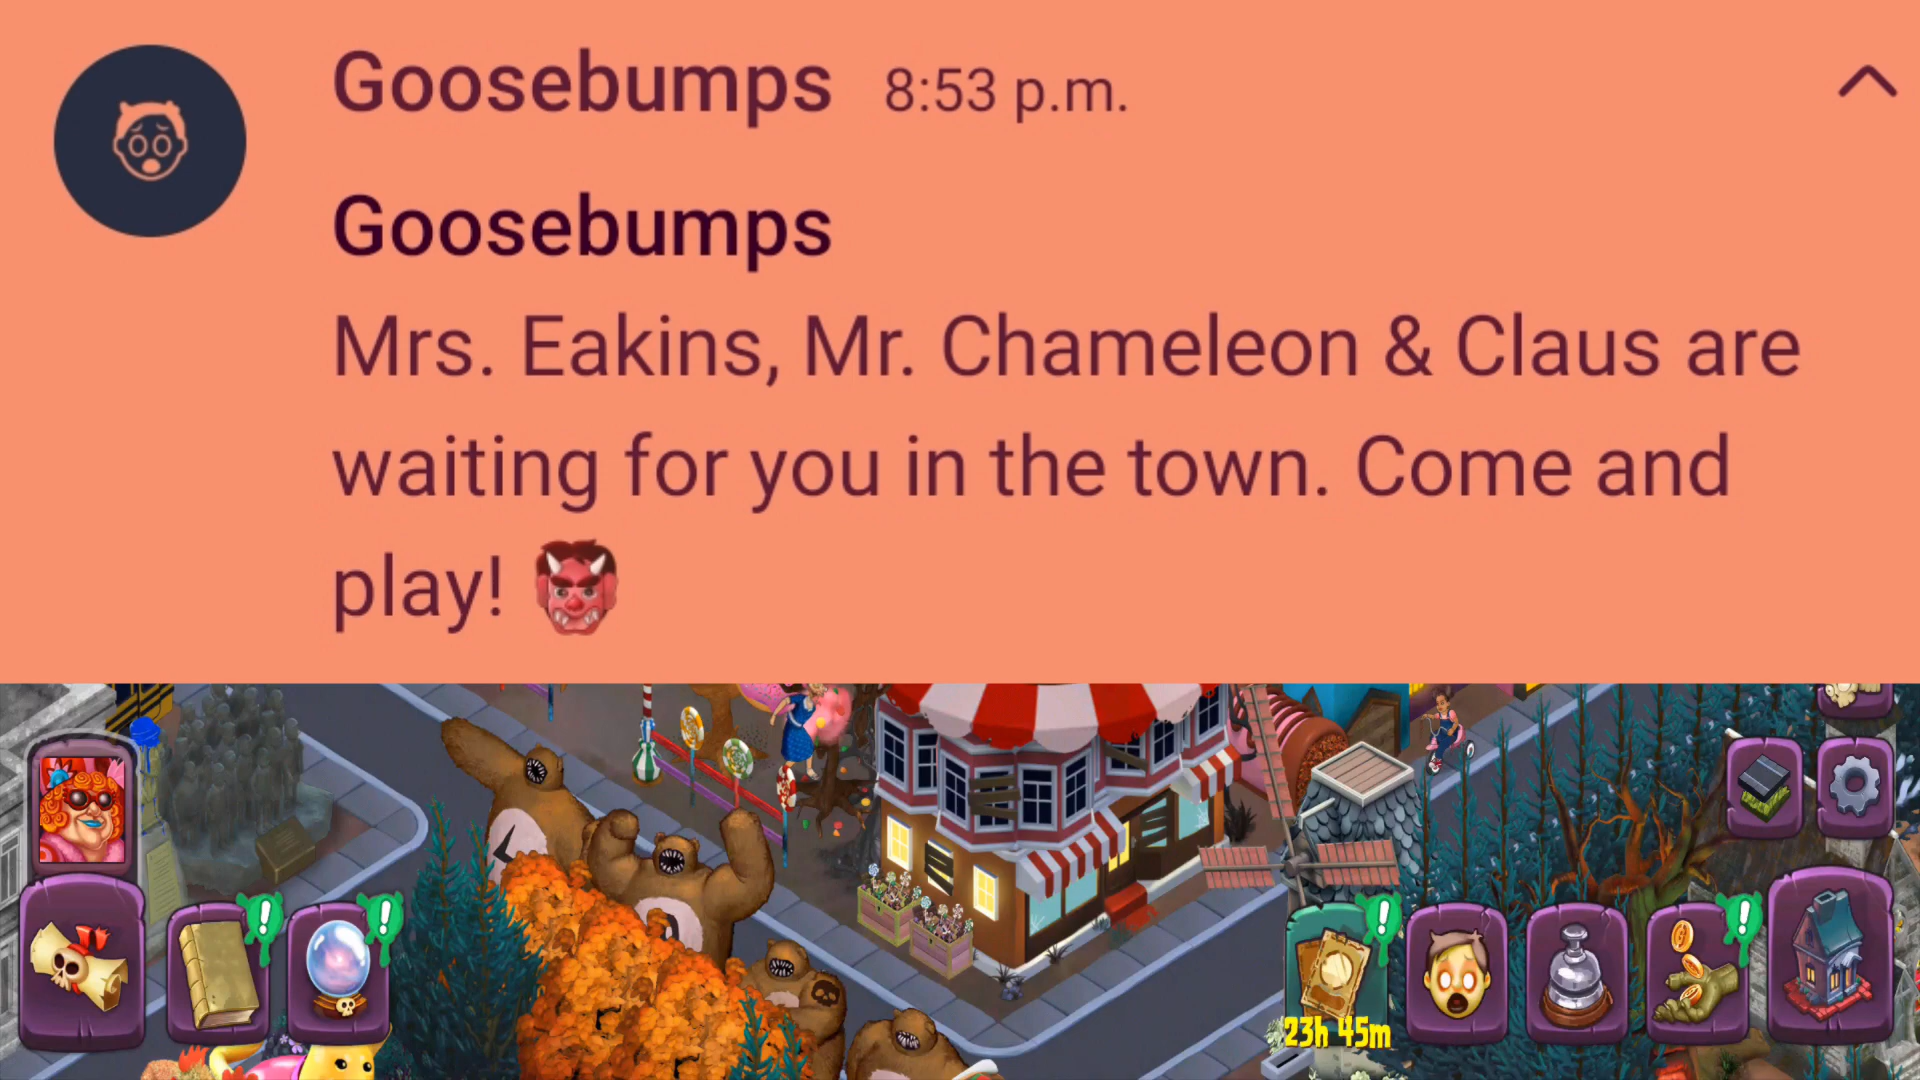 Goosebumps 8:53 p.m.
Goosebumps
Mrs. Eakins, Mr. Chameleon & Claus are
waiting for you in the town. Come and
play! 👹
! ! ! !
23h 45m